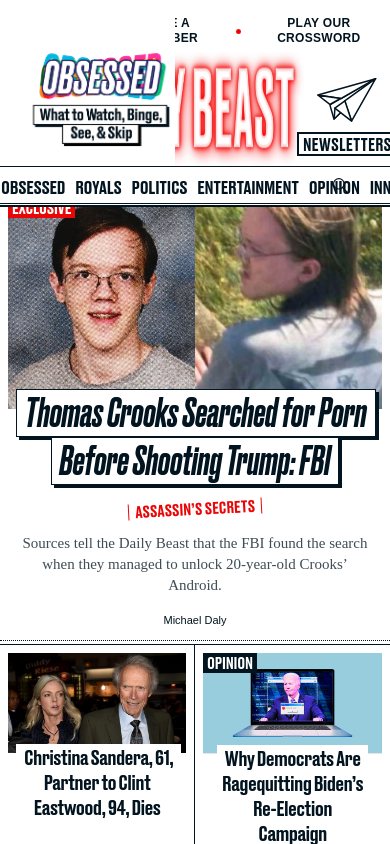 E A
BER
PLAY OUR
CROSSWORD
OBSESSED
What to Watch, Binge,
See, & Skip
Y BEAST
NEWSLETTERS
OBSESSED ROYALS POLITICS ENTERTAINMENT OPINION INN
EXCLUSIVE
Thomas Crooks Searched for Porn
Before Shooting Trump: FBI
ASSASSIN'S SECRETS
Sources tell the Daily Beast that the FBI found the search
when they managed to unlock 20-year-old Crooks’
Android.
Michael Daly
Christina Sandera, 61,
Partner to Clint
Eastwood, 94, Dies
OPINION
Why Democrats Are
Ragequitting Biden’s
Re-Election
Campaign